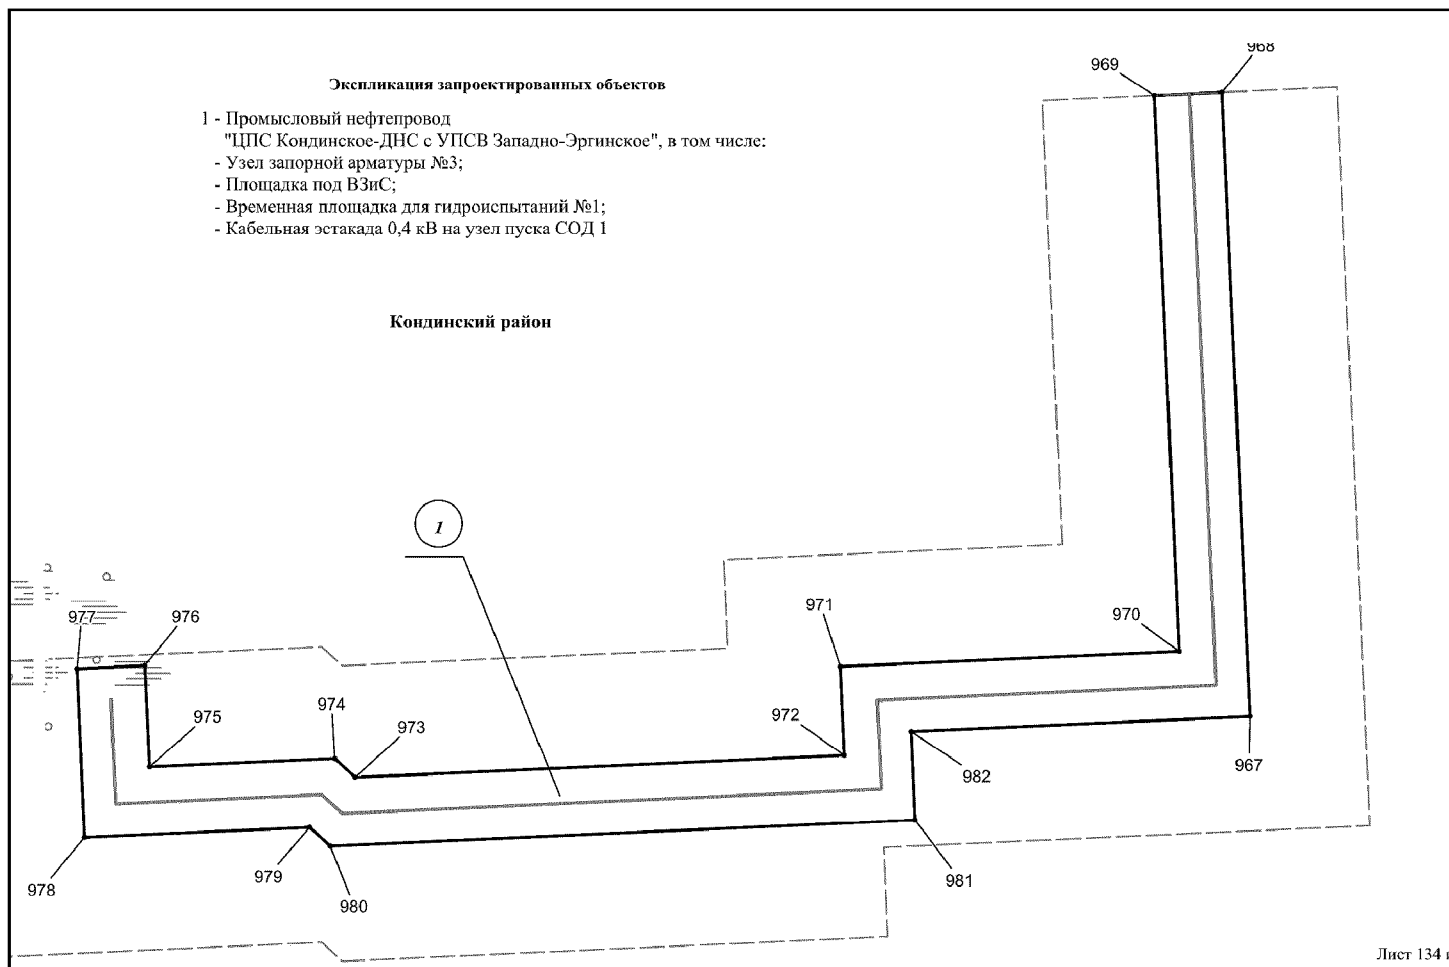 968
969
Экспликация запроектированных объектов
1 - Промысловый нефтепровод
"ЦПС Кондинское-ДНС с УПСВ Западно-Эргинское", в том числе:
- Узел запорной арматуры №3;
- Площадка под ВЗиС;
- Временная площадка для гидроиспытаний №1;
- Кабельная эстакада 0,4 кВ на узел пуска СОД 1
Кондинский район
1
971
970
977
976
975
974
973
972
982
967
978
979
980
981
Лист 134